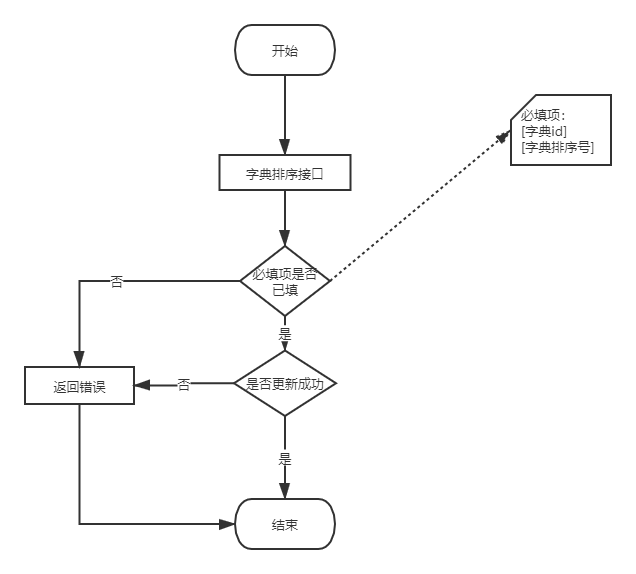 开始
必填项：
[字典id]
[字典排序号]
字典排序接口
必填项是否
已填
否
是
返回错误
否
是否更新成功
是
结束